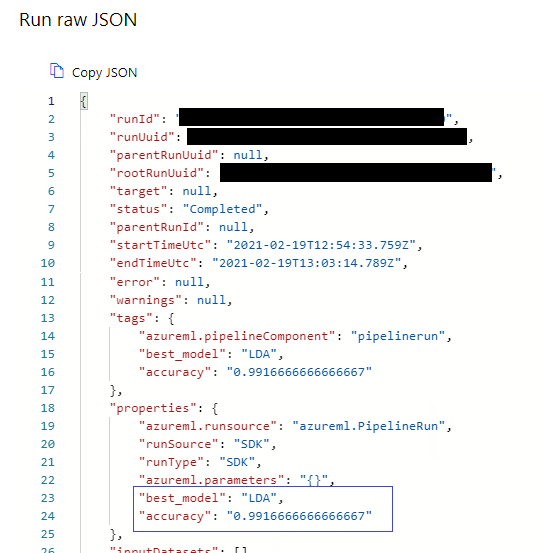 Run raw JSON
Copy JSON
1 {
2 "runId": "",
3 "runUuid": ,
4 "parentRunUuid": null,
5 "rootRunUuid": ",
6 "target": null,
7 "status": "Completed",
8 "parentRunId": null,
9 "startTimeUtc": "2021-02-19T12:54:33.759Z",
10 "endTimeUtc": "2021-02-19T13:03:14.789Z",
11 "error": null,
12 "warnings": null,
13 "tags": {
14 "azureml.pipelineComponent": "pipelinerun",
15 "best_model": "LDA",
16 "accuracy": "0.9916666666666667"
17 },
18 "properties": {
19 "azureml.runsource": "azureml.PipelineRun",
20 "runSource": "SDK",
21 "runType": "SDK",
22 "azureml.parameters": "{}",
23 "best_model": "LDA",
24 "accuracy": "0.9916666666666667"
25 },
26 "inputDatasets": [